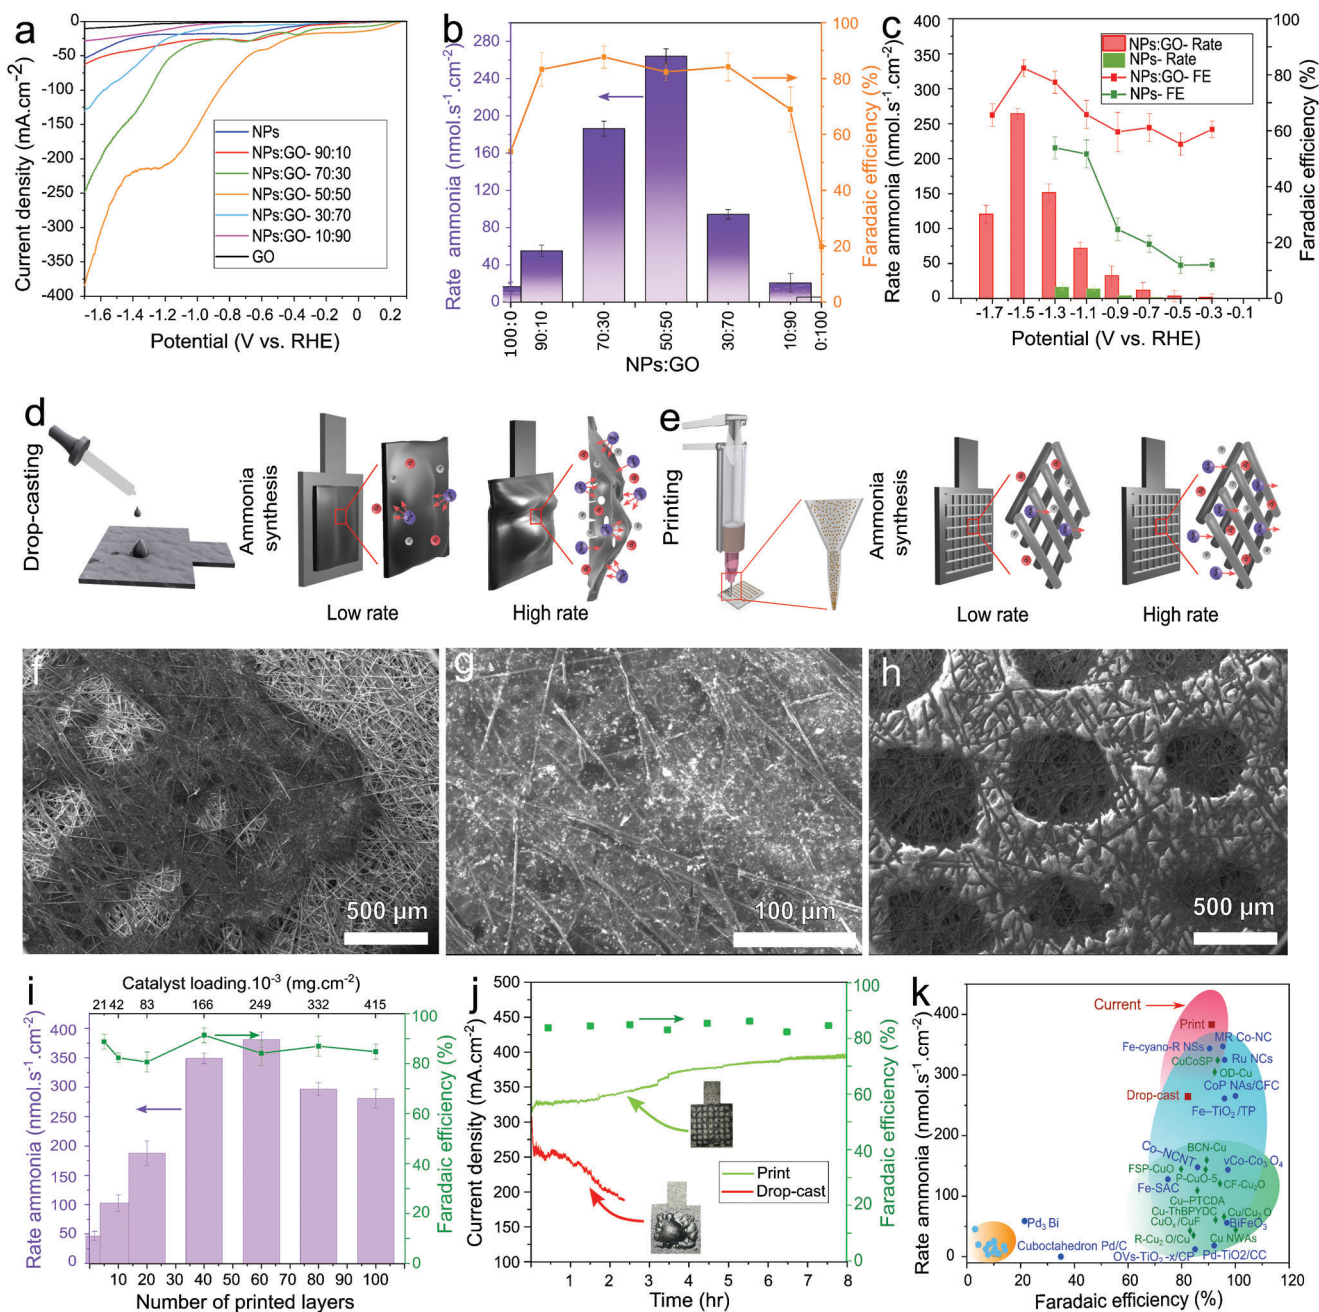 a
Current density (mA.cm-2)
0
-50
-100
-150
-200
-250
-300
-350
-400
NPs
NPs:GO- 90:10
NPs:GO- 70:30
NPs:GO- 50:50
NPs:GO- 30:70
NPs:GO- 10:90
GO
-1.6 -1.4 -1.2 -1.0 -0.8 -0.6 -0.4 -0.2 0 0.2
Potential (V vs. RHE)
b
Rate ammonia (nmol.s-1.cm-2)
280
240
200
160
120
80
40
0
100
80
60
40
20
0
Faradaic efficiency (%)
100:0 90:10 70:30 50:50 30:70 10:90 0:100
NPs:GO
c
Rate ammonia (nmol.s-1.cm-2)
400
350
300
250
200
150
100
50
0
NPs:GO- Rate
NPs- Rate
NPs:GO- FE
NPs- FE
100
80
60
40
20
0
Faradaic efficiency (%)
-1.7 -1.5 -1.3 -1.1 -0.9 -0.7 -0.5 -0.3 -0.1
Potential (V vs. RHE)
d
Drop-casting
Ammonia
synthesis
Low rate
High rate
e
Printing
Ammonia
synthesis
Low rate
High rate
f
500 µm
g
100 µm
h
500 µm
i
Catalyst loading.10-3 (mg.cm-2)
21 42 83 166 249 332 415
Rate ammonia (nmol.s-1.cm-2)
400
350
300
250
200
150
100
50
0
100
80
60
40
20
0
Faradaic efficiency (%)
10 20 40 60 80 100
Number of printed layers
j
Current density (mA.cm-2)
500
450
400
350
300
250
200
150
100
Print
Drop-cast
100
80
60
40
20
0
Faradaic efficiency (%)
1 2 3 4 5 6 7 8
Time (hr)
k
Rate ammonia (nmol.s-1.cm-2)
450
400
350
300
250
200
150
100
50
0
Current
Print
MR Co-NC
Fe-cyano-R NSs
CuCoSP
Ru NCs
OD-Cu
CoP NAs/CFC
Drop-cast
Fe-TiO2/TP
BCN-Cu
Co-NCNT
vCo-Co3O4
FSP-CuO
P-CuO-5
Fe-SAC
CF-Cu2O
Cu-PTCDA
Cu-ThBPYDC
Cu/Cu2O
CuOx/CuF
BiFeO3
Pd3Bi
R-Cu2O/Cu
Cu NWAs
Cuboctahedron Pd/C
OVs-TiO2-x/CP
Pd-TiO2/CC
0 20 40 60 80 100 120
Faradaic efficiency (%)